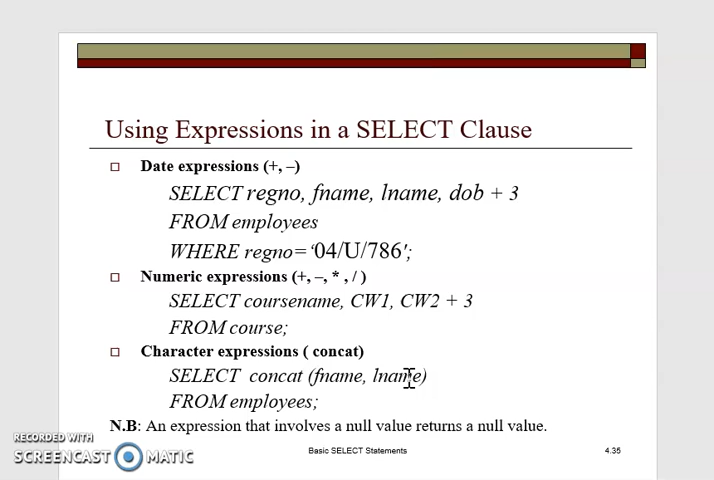 Using Expressions in a SELECT Clause
Date expressions (+, –)
SELECT regno, fname, lname, dob + 3
FROM employees
WHERE regno=‘04/U/786’;
Numeric expressions (+, –, * , / )
SELECT coursename, CW1, CW2 + 3
FROM course;
Character expressions ( concat)
SELECT concat (fname, lname)
FROM employees;
N.B: An expression that involves a null value returns a null value.
RECORDED WITH
SCREENCAST MATIC
Basic SELECT Statements
4.35